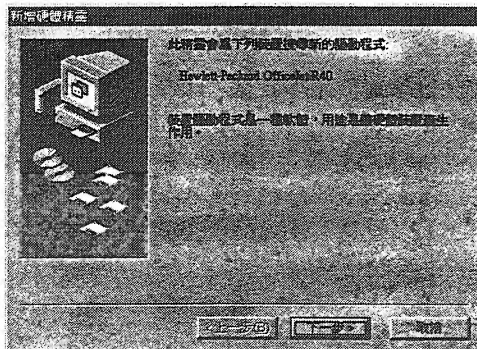 新增硬體精靈
此精靈會為下列裝置搜尋新的驅動程式:
Hewlett-Packard OfficeJet R40
裝置驅動程式是一種軟體，用途是讓硬體裝置產生
作用。
<上一步(B)
下一步>
取消